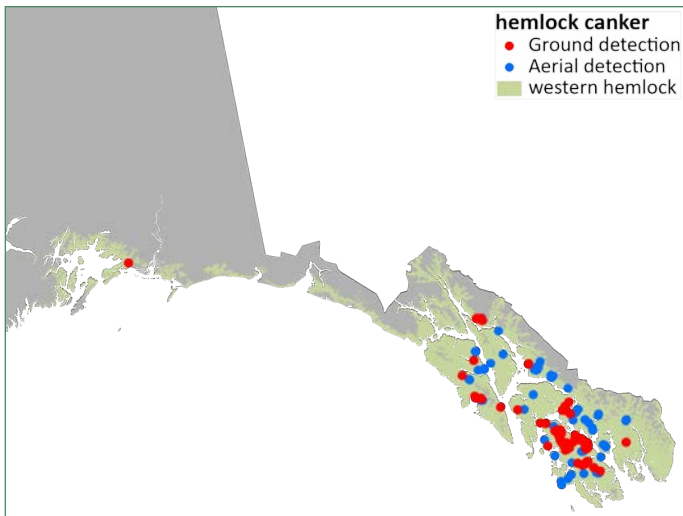 hemlock canker
Ground detection
Aerial detection
western hemlock